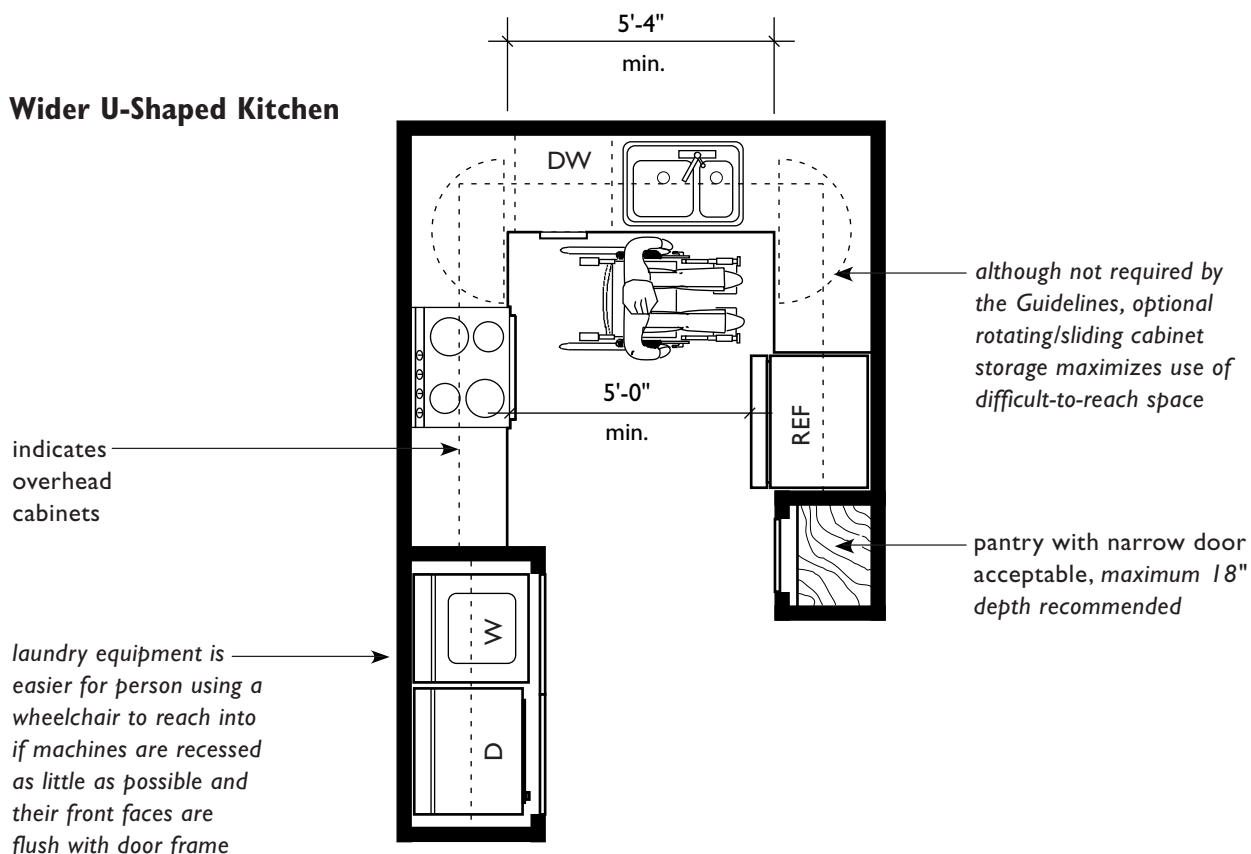 5'-4"
min.
Wider U-Shaped Kitchen
DW
although not required by
the Guidelines, optional
rotating/sliding cabinet
storage maximizes use of
difficult-to-reach space
5'-0"
min.
REF
indicates
overhead
cabinets
pantry with narrow door
acceptable, maximum 18"
depth recommended
W
D
laundry equipment is
easier for person using a
wheelchair to reach into
if machines are recessed
as little as possible and
their front faces are
flush with door frame